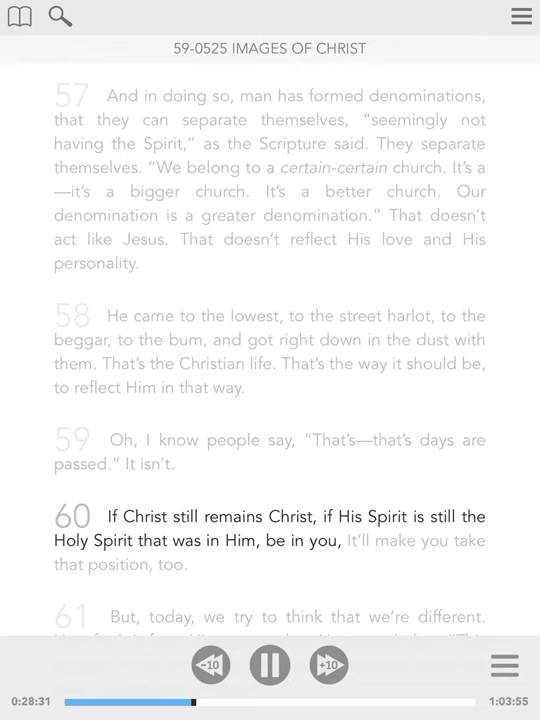 59-0525 IMAGES OF CHRIST
57 And in doing so, man has formed denominations,
that they can separate themselves, “seemingly not
having the Spirit,” as the Scripture said. They separate
themselves. “We belong to a certain-certain church. It’s a
—it’s a bigger church. It’s a better church. Our
denomination is a greater denomination.” That doesn’t
act like Jesus. That doesn’t reflect His love and His
personality.
58 He came to the lowest, to the street harlot, to the
beggar, to the bum, and got right down in the dust with
them. That’s the Christian life. That’s the way it should be,
to reflect Him in that way.
59 Oh, I know people say, “That’s—that’s days are
passed.” It isn’t.
60 If Christ still remains Christ, if His Spirit is still the
Holy Spirit that was in Him, be in you, It’ll make you take
that position, too.
61 But, today, we try to think that we’re different.
-10 +10
0:28:31 1:03:55